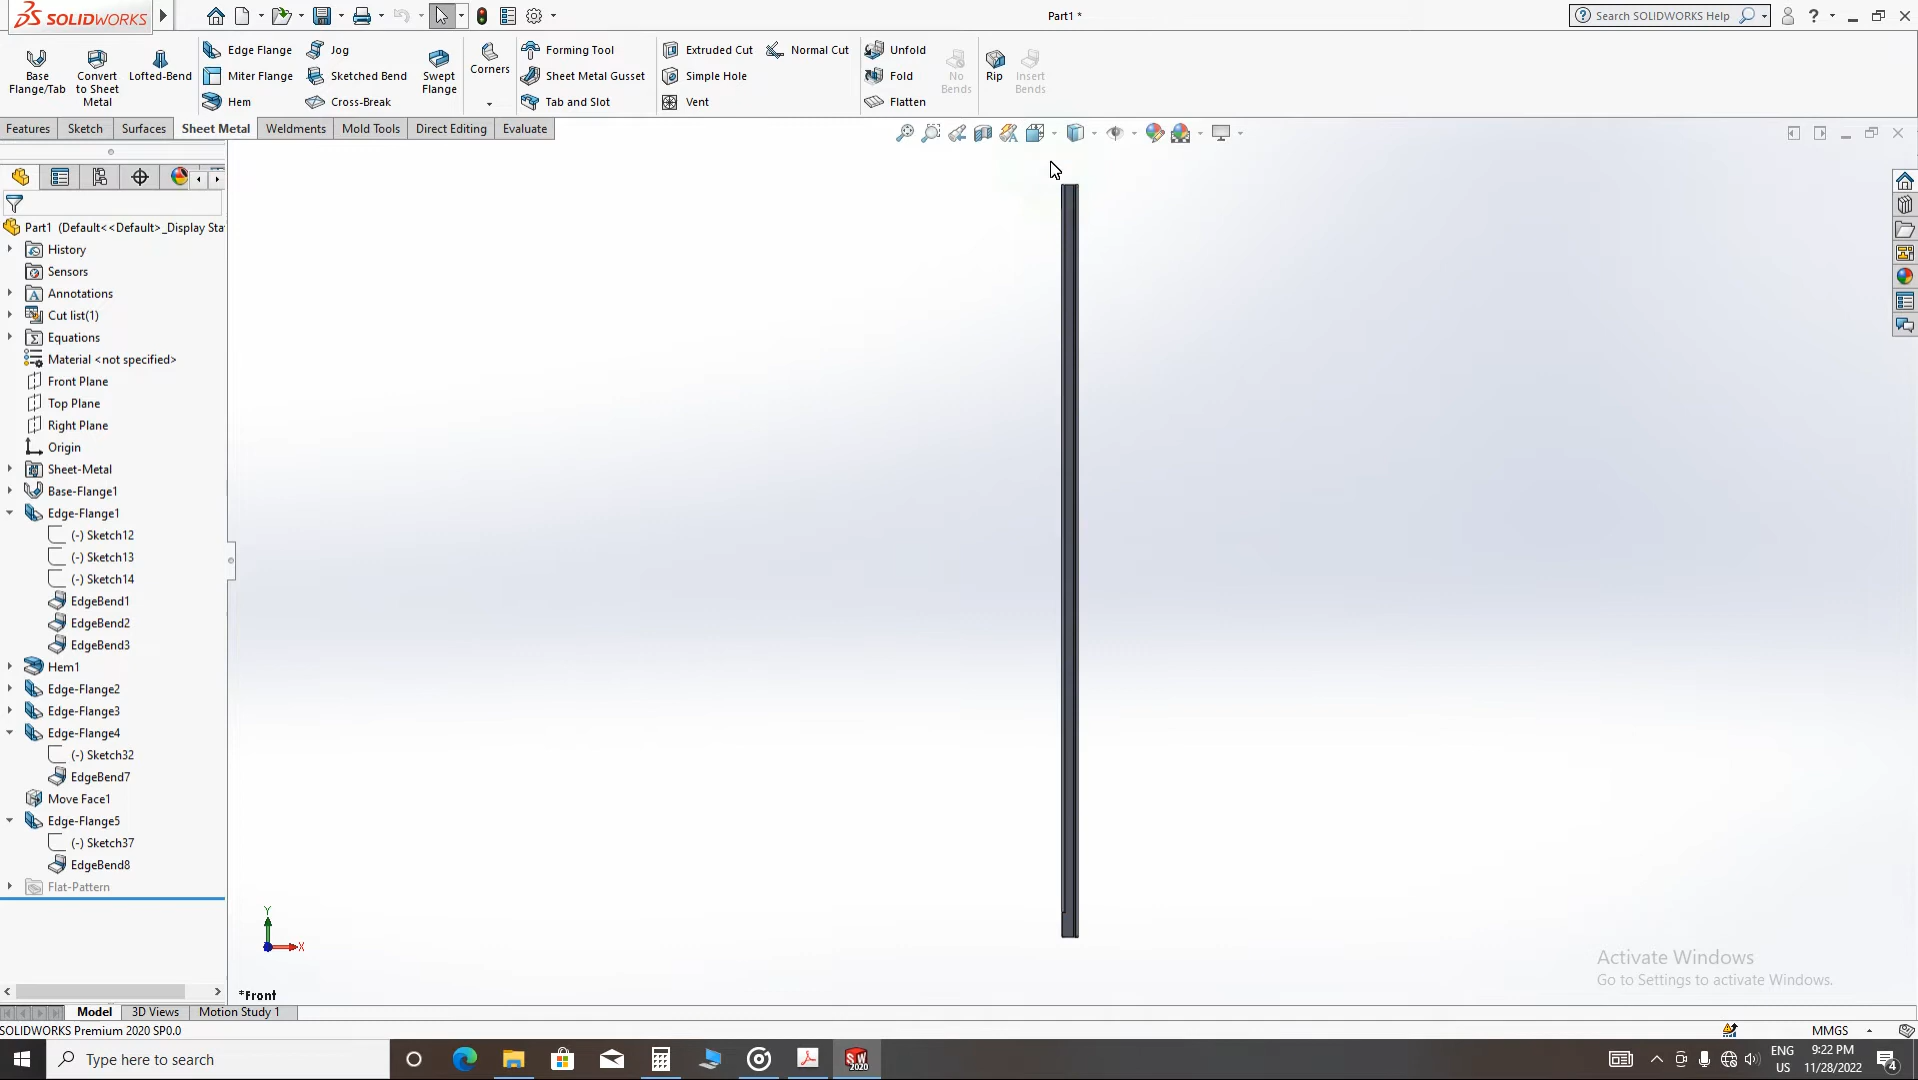 SOLIDWORKS
Part1 *
Search SOLIDWORKS Help
Base Flange/Tab
Convert to Sheet Metal
Lofted-Bend
Edge Flange
Miter Flange
Hem
Jog
Sketched Bend
Cross-Break
Swept Flange
Corners
Forming Tool
Sheet Metal Gusset
Tab and Slot
Extruded Cut
Simple Hole
Vent
Normal Cut
Unfold
Fold
Flatten
No Bends
Rip
Insert Bends
Features
Sketch
Surfaces
Sheet Metal
Weldments
Mold Tools
Direct Editing
Evaluate
Part1 (Default<<Default>_Display Sta
History
Sensors
Annotations
Cut list(1)
Equations
Material <not specified>
Front Plane
Top Plane
Right Plane
Origin
Sheet-Metal
Base-Flange1
Edge-Flange1
(-) Sketch12
(-) Sketch13
(-) Sketch14
EdgeBend1
EdgeBend2
EdgeBend3
Hem1
Edge-Flange2
Edge-Flange3
Edge-Flange4
(-) Sketch32
EdgeBend7
Move Face1
Edge-Flange5
(-) Sketch37
EdgeBend8
Flat-Pattern
Y
X
*Front
Activate Windows
Go to Settings to activate Windows.
Model
3D Views
Motion Study 1
SOLIDWORKS Premium 2020 SP0.0
MMGS
Type here to search
SW 2020
ENG
US
9:22 PM
11/28/2022
4